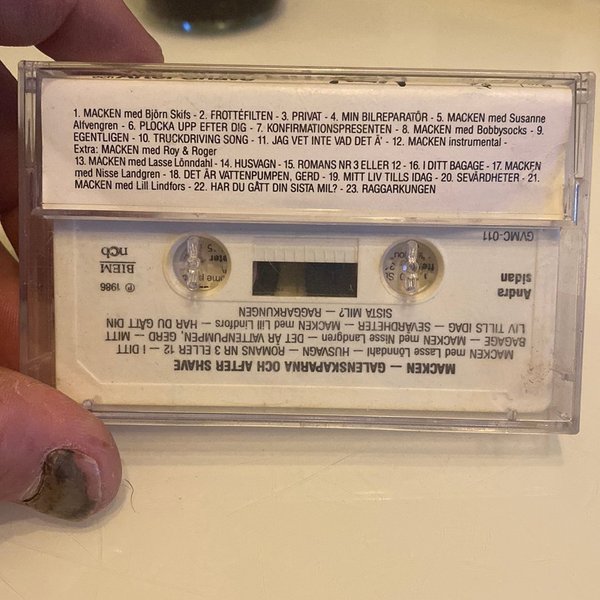 1. MACKEN med Björn Skifs - 2. FROTTÉFILTEN - 3. PRIVAT - 4. MIN BILREPARATÖR - 5. MACKEN med Susanne
Alfvengren - 6. PLOCKA UPP EFTER DIG - 7. KONFIRMATIONSPRESENTEN - 8. MACKEN med Bobbysocks - 9.
EGENTLIGEN - 10. TRUCKDRIVING SONG - 11. JAG VET INTE VAD DET Ä' - 12. MACKEN instrumental -
Extra: MACKEN med Roy & Roger
13. MACKEN med Lasse Lönndahl - 14. HUSVAGN - 15. ROMANS NR 3 ELLER 12 - 16. I DITT BAGAGE - 17. MACKEN
med Nisse Landgren - 18. DET ÄR VATTENPUMPEN, GERD - 19. MITT LIV TILLS IDAG - 20. SEVÄRDHETER - 21.
MACKEN med Lill Lindfors - 22. HAR DU GÅTT DIN SISTA MIL? - 23. RAGGARKUNGEN
MACKEN — GALENSKAPARNA OCH AFTER SHAVE
MACKEN med Lasse Lönndahl — HUSVAGN — ROMANS NR 3 ELLER 12 — I DITT
BAGAGE — MACKEN med Nisse Landgren — DET ÄR VATTENPUMPEN, GERD — MITT
LIV TILLS IDAG — SEVÄRDHETER — MACKEN med Lill Lindfors — HAR DU GÅTT DIN
SISTA MIL? — RAGGARKUNGEN
Andra
sidan
GVMC-011
℗ 1986
BIEM
ncb